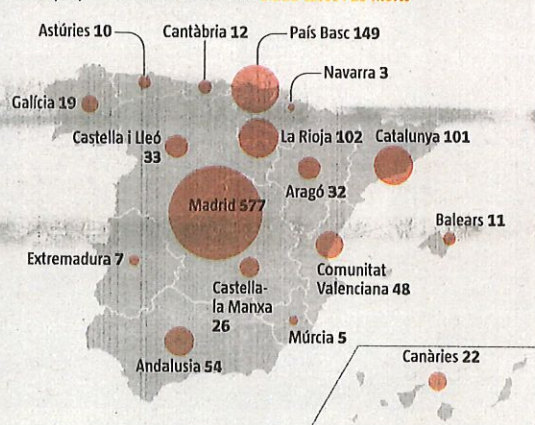 Astúries 10
Cantàbria 12
País Basc 149
Navarra 3
Galícia 19
Castella i Lleó
33
La Rioja 102
Catalunya 101
Aragó 32
Madrid 577
Balears 11
Extremadura 7
Castella-
la Manxa
26
Comunitat
Valenciana 48
Múrcia 5
Andalusia 54
Canàries 22